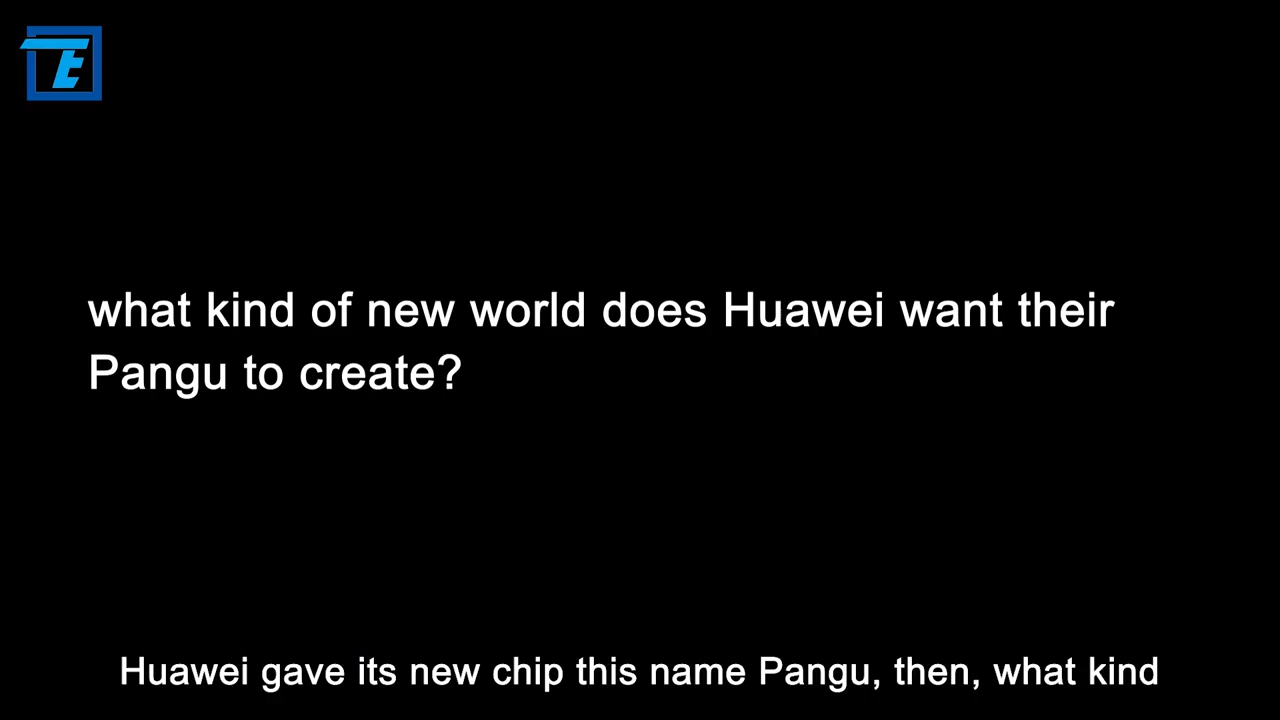 TE
what kind of new world does Huawei want their
Pangu to create?
Huawei gave its new chip this name Pangu, then, what kind